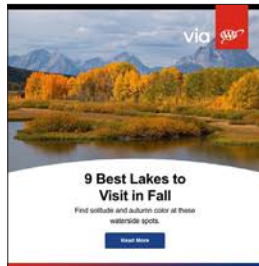 via AAA
9 Best Lakes to
Visit in Fall
Find solitude and autumn color at these
waterside spots.
Read More